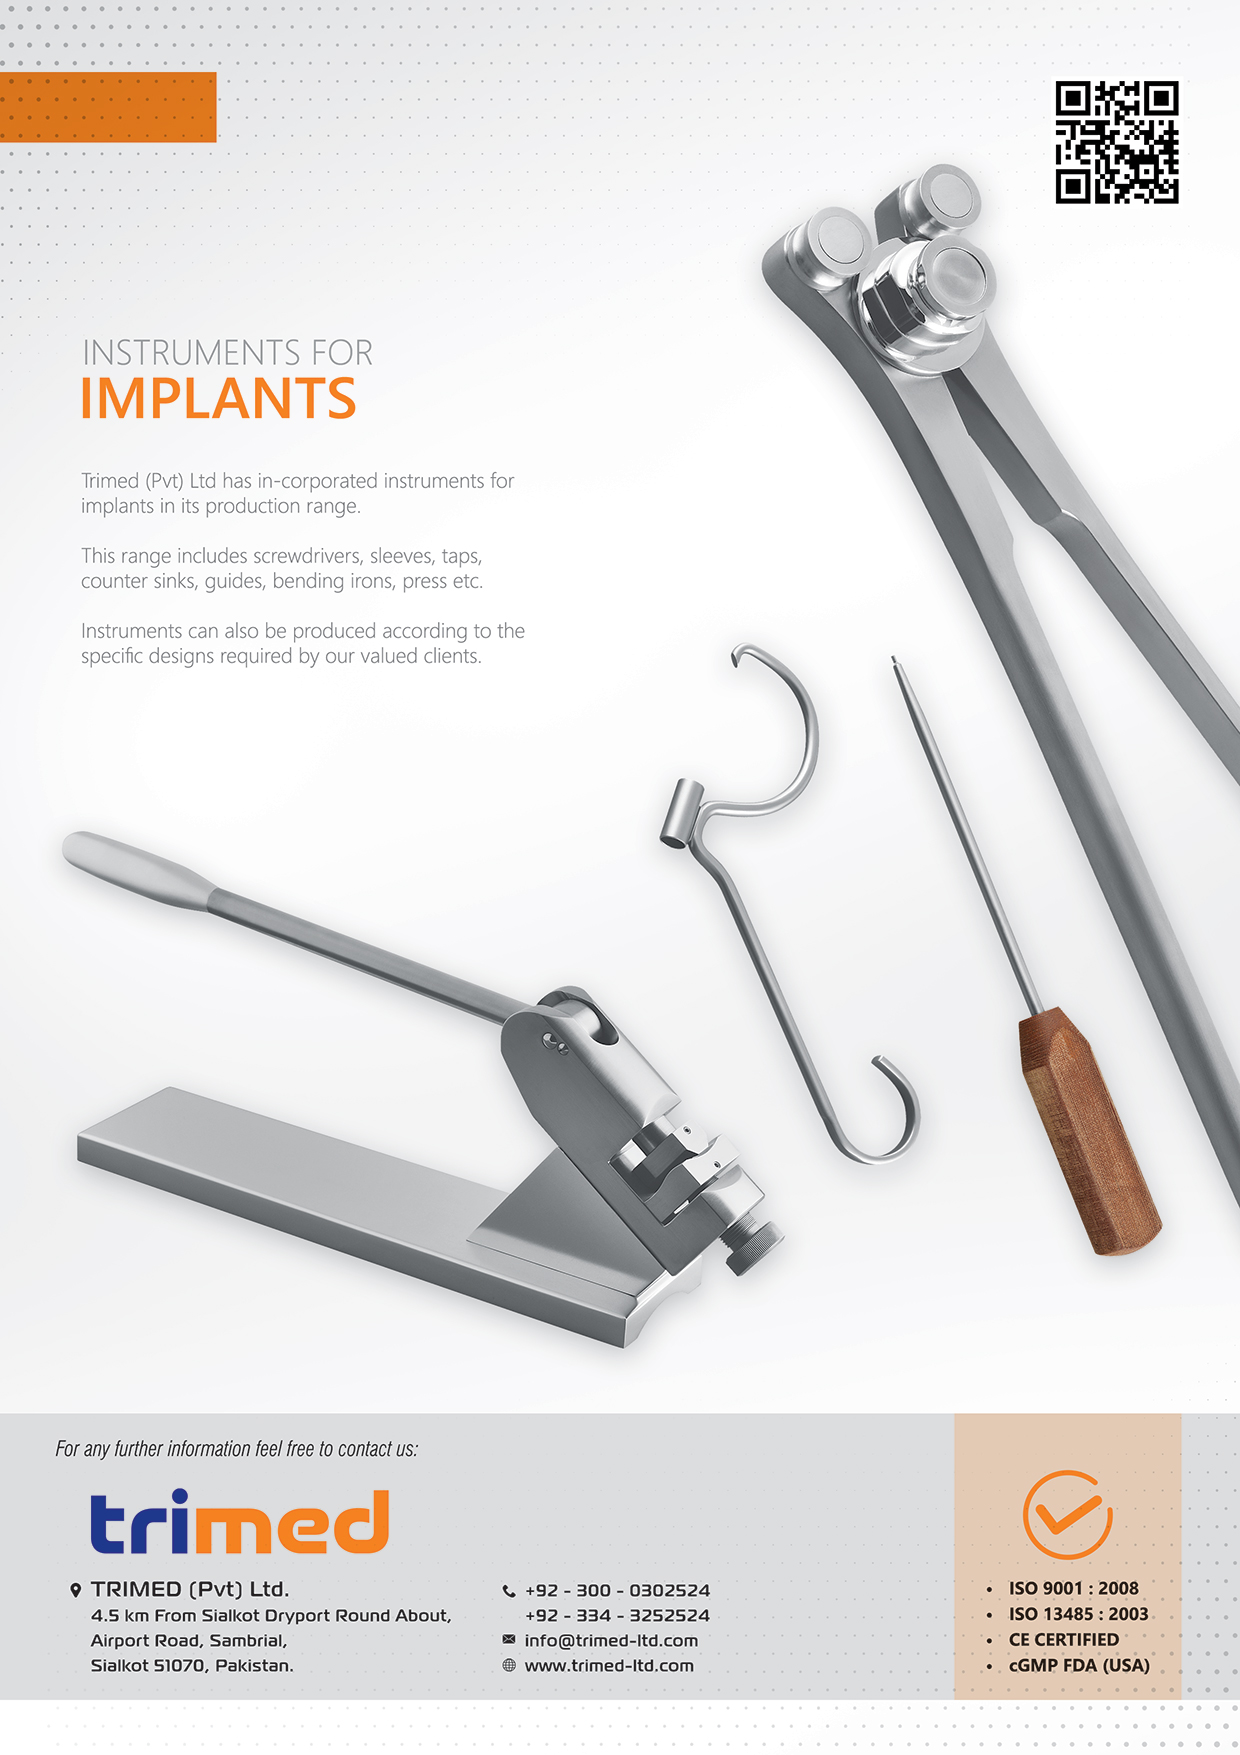 INSTRUMENTS FOR
IMPLANTS
Trimed (Pvt) Ltd has in-corporated instruments for
implants in its production range.
This range includes screwdrivers, sleeves, taps,
counter sinks, guides, bending irons, press etc.
Instruments can also be produced according to the
specific designs required by our valued clients.
For any further information feel free to contact us:
trimed
TRIMED (Pvt) Ltd.
4.5 km From Sialkot Dryport Round About,
Airport Road, Sambrial,
Sialkot 51070, Pakistan.
+92 - 300 - 0302524
+92 - 334 - 3252524
info@trimed-ltd.com
www.trimed-ltd.com
• ISO 9001 : 2008
• ISO 13485 : 2003
• CE CERTIFIED
• cGMP FDA (USA)